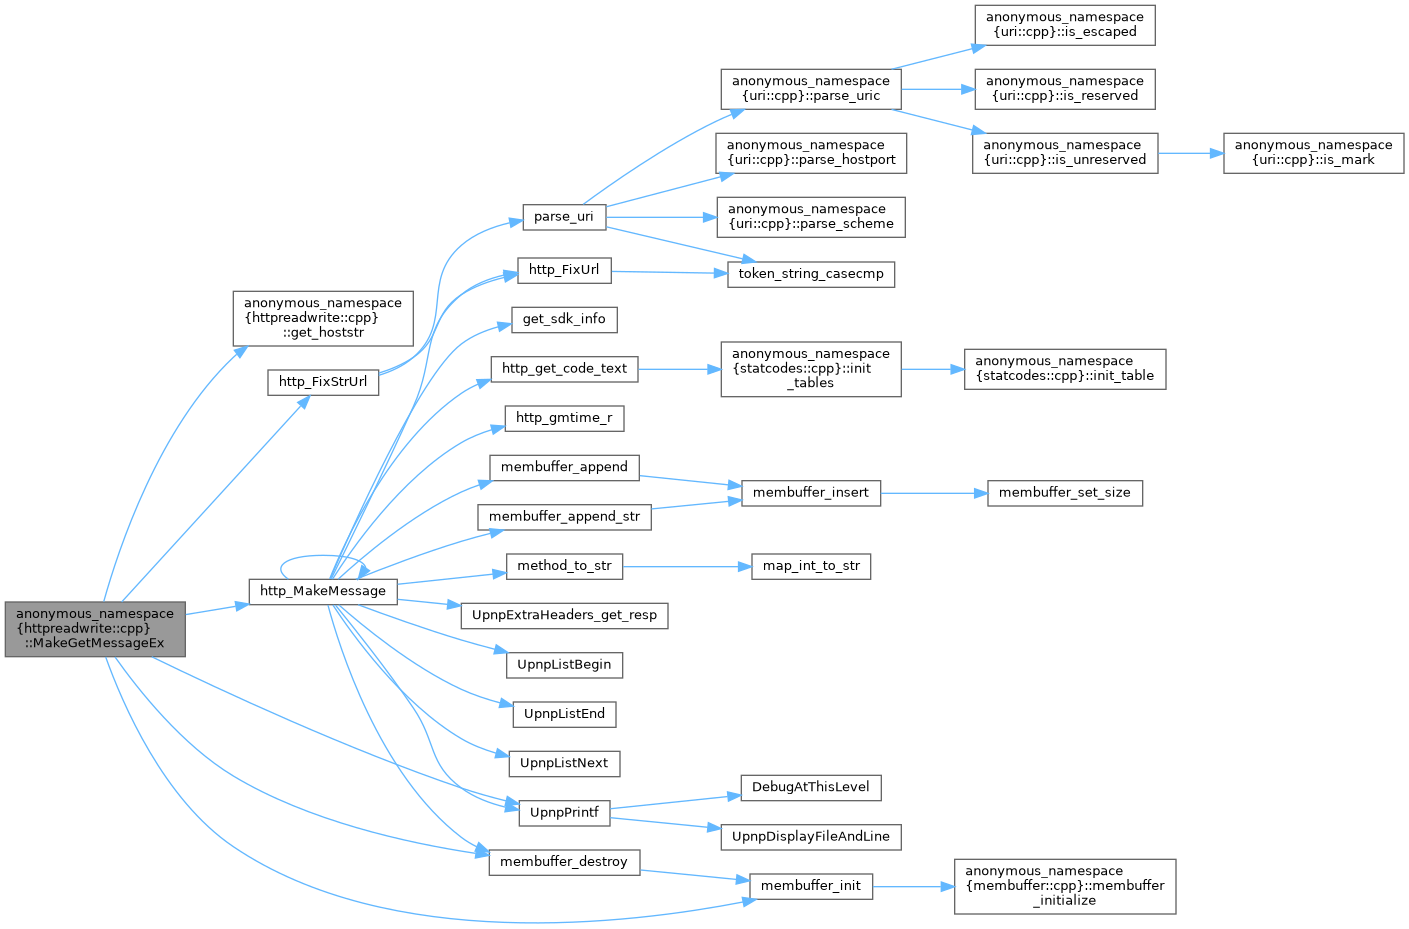 anonymous_namespace
{uri::cpp}::is_escaped
anonymous_namespace
{uri::cpp}::parse_uric
anonymous_namespace
{uri::cpp}::is_reserved
anonymous_namespace
{uri::cpp}::parse_hostport
anonymous_namespace
{uri::cpp}::is_unreserved
anonymous_namespace
{uri::cpp}::is_mark
parse_uri
anonymous_namespace
{uri::cpp}::parse_scheme
http_FixUrl
token_string_casecmp
anonymous_namespace
{httpreadwrite::cpp}
::get_hoststr
get_sdk_info
http_FixStrUrl
http_get_code_text
anonymous_namespace
{statcodes::cpp}::init
_tables
anonymous_namespace
{statcodes::cpp}::init_table
http_gmtime_r
membuffer_append
membuffer_insert
membuffer_set_size
membuffer_append_str
method_to_str
map_int_to_str
http_MakeMessage
anonymous_namespace
{httpreadwrite::cpp}
::MakeGetMessageEx
UpnpExtraHeaders_get_resp
UpnpListBegin
UpnpListEnd
UpnpListNext
UpnpPrintf
DebugAtThisLevel
UpnpDisplayFileAndLine
membuffer_destroy
membuffer_init
anonymous_namespace
{membuffer::cpp}::membuffer
_initialize